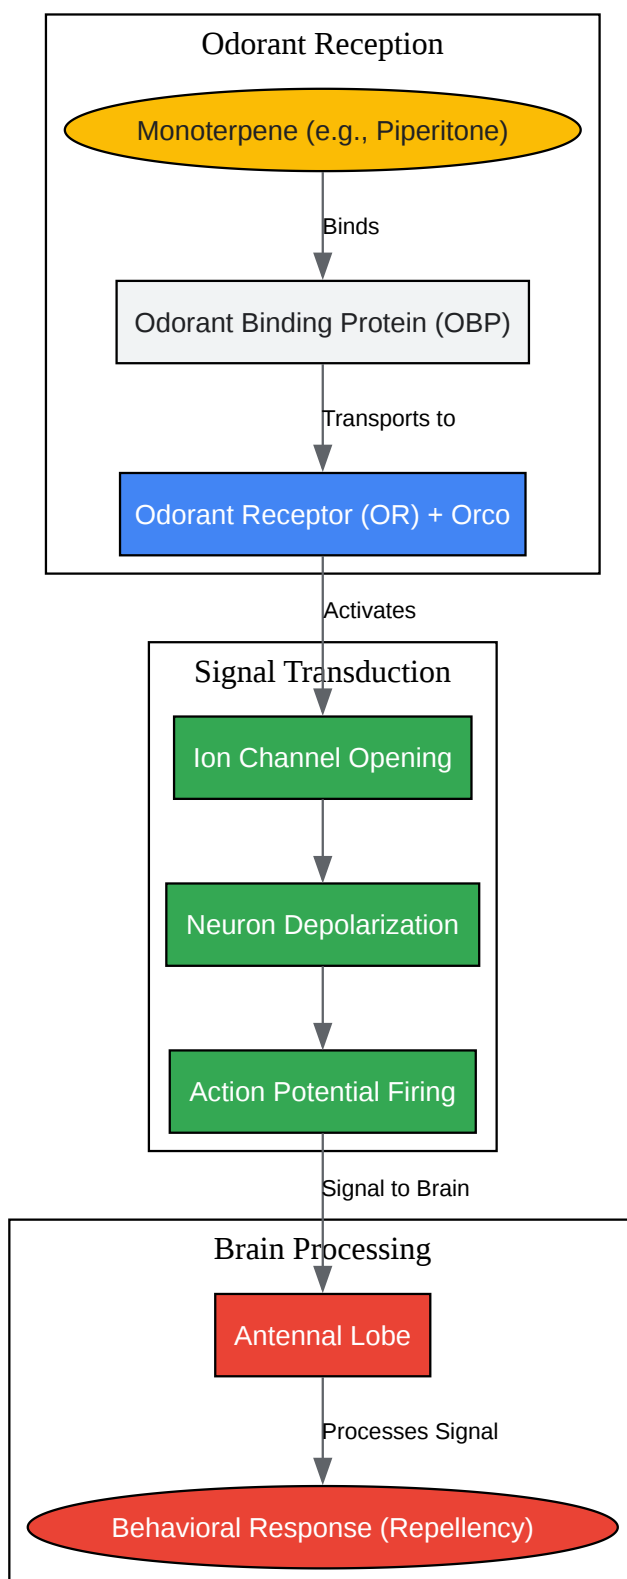 Odorant Reception
Monoterpene (e.g., Piperitone)
Binds
Odorant Binding Protein (OBP)
Transports to
Odorant Receptor (OR) + Orco
Activates
Signal Transduction
Ion Channel Opening
Neuron Depolarization
Action Potential Firing
Signal to Brain
Brain Processing
Antennal Lobe
Processes Signal
Behavioral Response (Repellency)